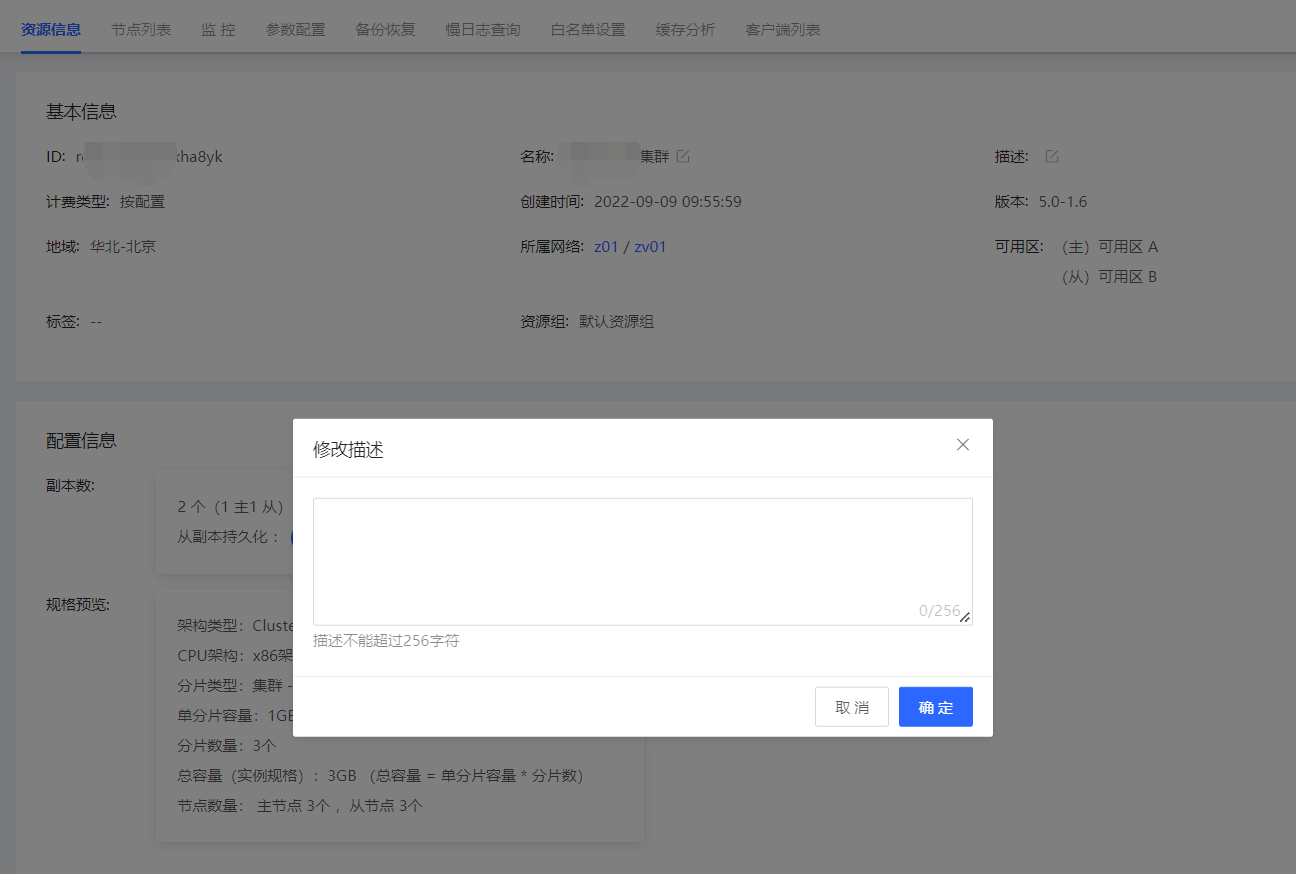 资源信息 节点列表 监 控 参数配置 备份恢复 慢日志查询 白名单设置 缓存分析 客户端列表
基本信息
ID: ha8yk 名称: 集群 描述:
计费类型: 按配置 创建时间: 2022-09-09 09:55:59 版本: 5.0-1.6
地域: 华北-北京 所属网络: z01 / zv01 可用区: (主) 可用区 A
(从) 可用区 B
标签: -- 资源组: 默认资源组
配置信息
副本数:
2 个（1 主1 从）
从副本持久化：
规格预览:
架构类型: Cluste
CPU架构: x86架
分片类型: 集群 -
单分片容量: 1GB
分片数量: 3个
总容量（实例规格）: 3GB （总容量 = 单分片容量 * 分片数）
节点数量: 主节点 3个 ，从节点 3个
修改描述
0/256
描述不能超过256字符
取 消 确 定